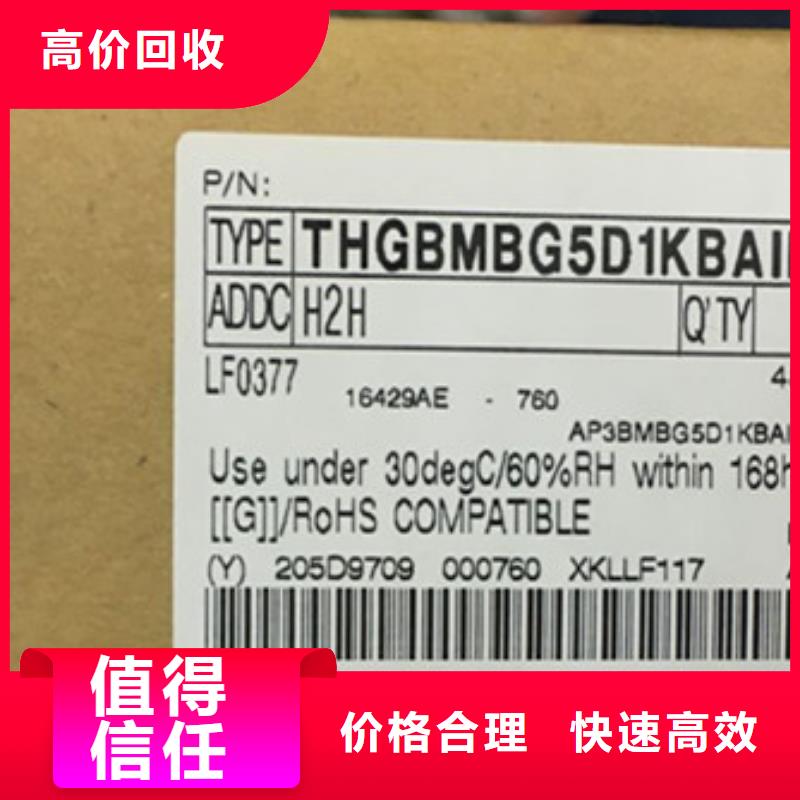 高价回收
P/N:
TYPE THGBMBG5D1KBAI
ADDC H2H Q'TY
LF0377
16429AE - 760
AP3BMBG5D1KBAI
Use under 30degC/60%RH within 168h
[[G]]/RoHS COMPATIBLE
(Y) 205D9709 000760 XKLLF117
值得
信任
价格合理 快速高效